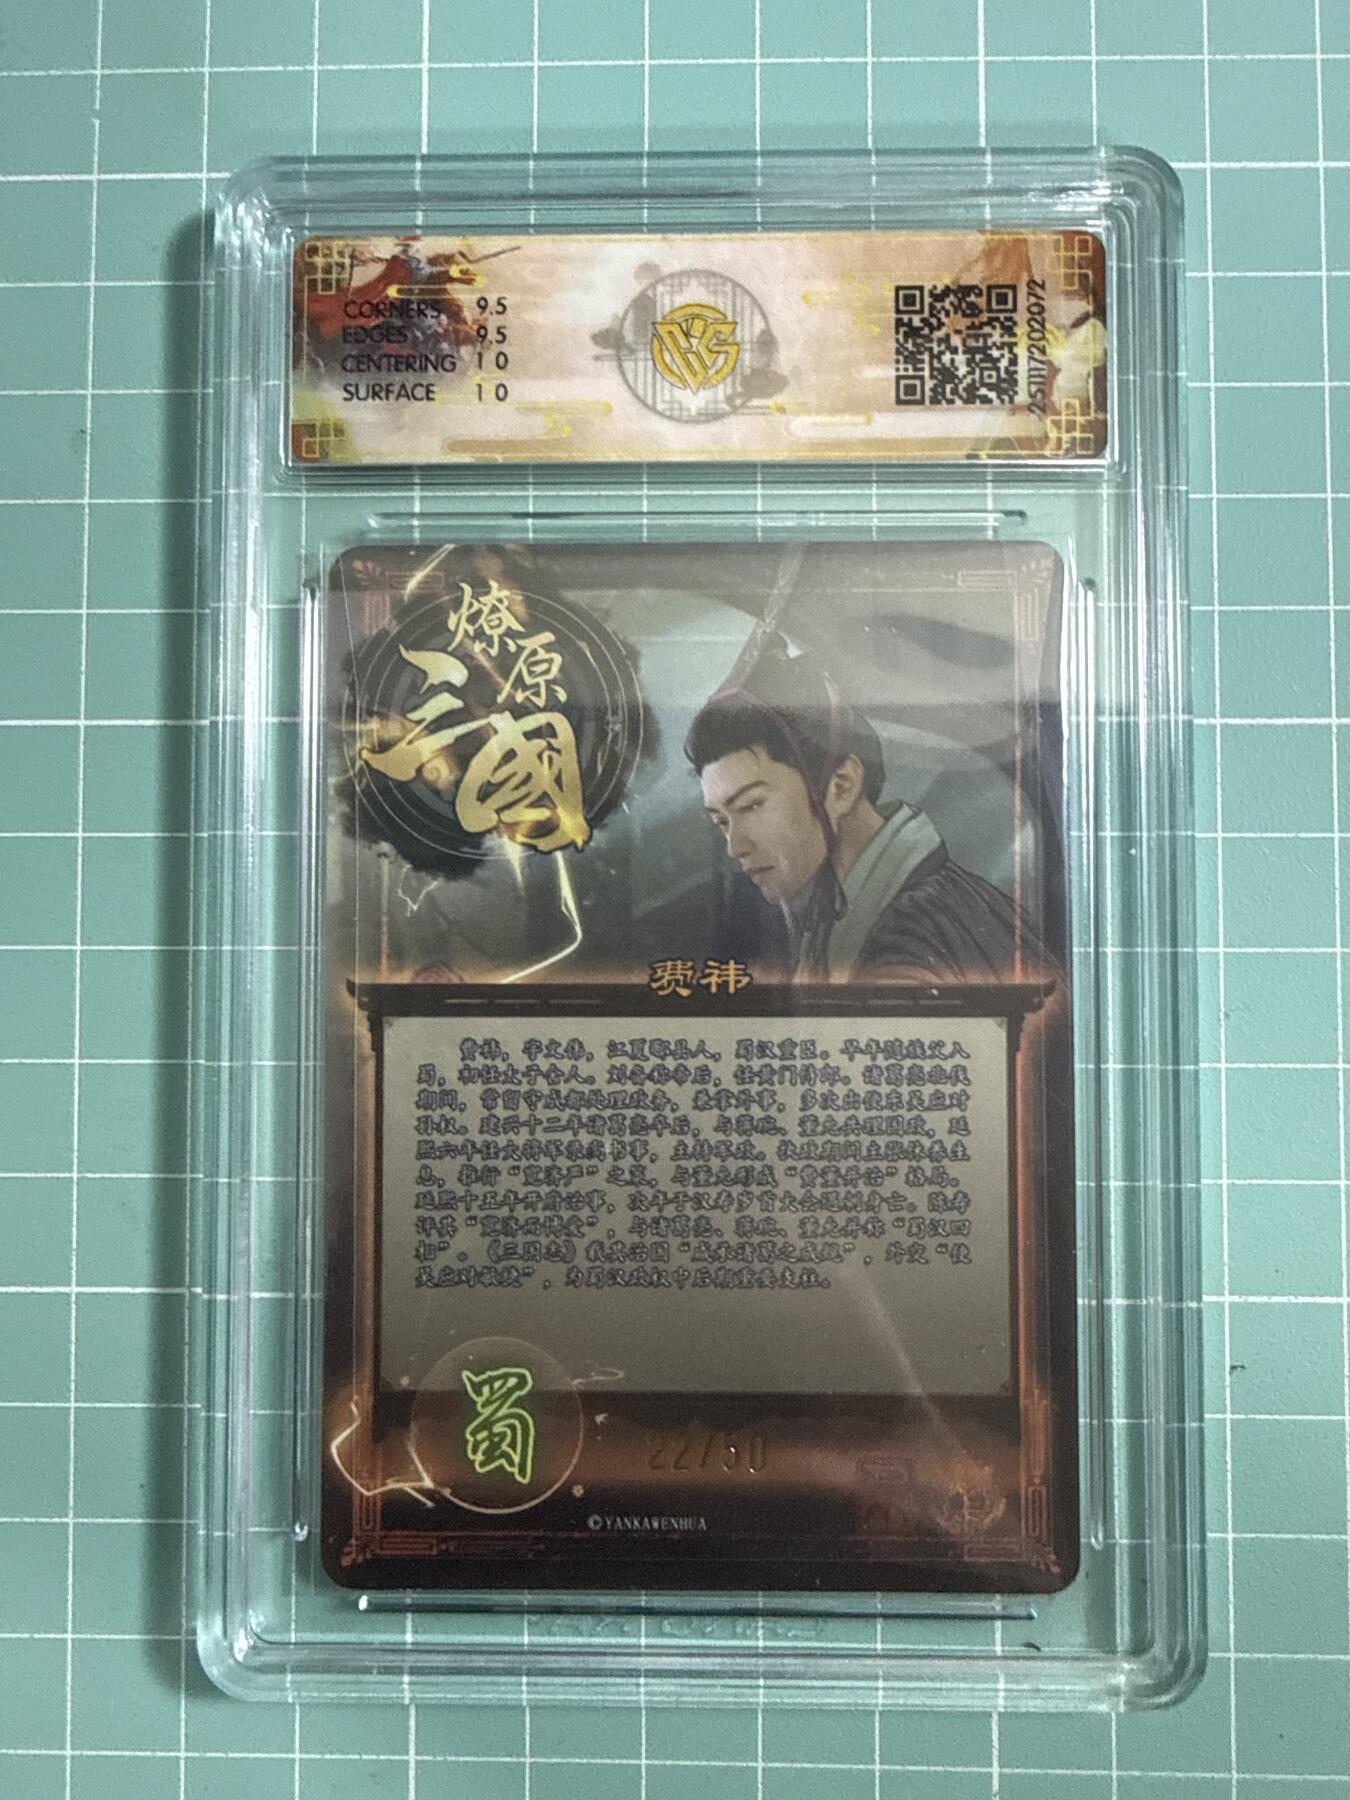 CORNERS 9.5
EDGES 9.5
CENTERING 10
SURFACE 10
CKS
251117202072
燎原
三國
费祎
费祎，字文伟，江夏鄳县人，蜀汉重臣。早年随族父入
蜀，初任太子舍人。刘备称帝后，任黄门侍郎。诸葛亮北伐
期间，常留守成都处理政务，兼掌外事，多次出使东吴应对
孙权。建兴十二年诸葛亮卒后，与蒋琬、董允共理国政，延
熙六年任大将军录尚书事，主持军政。执政期间主张休养生
息，推行“宽济严”之策，与董允形成“费董并治”格局。
延熙十五年开府治事，次年于汉寿岁首大会遇刺身亡。陈寿
评其“宽济而博爱”，与诸葛亮、蒋琬、董允并称“蜀汉四
相”。《三国志》载其治国“咸承诸葛之成规”，外交“使
吴应对敏捷”，为蜀汉政权中后期重要支柱。
蜀
22/50
©YANKAWENHUA